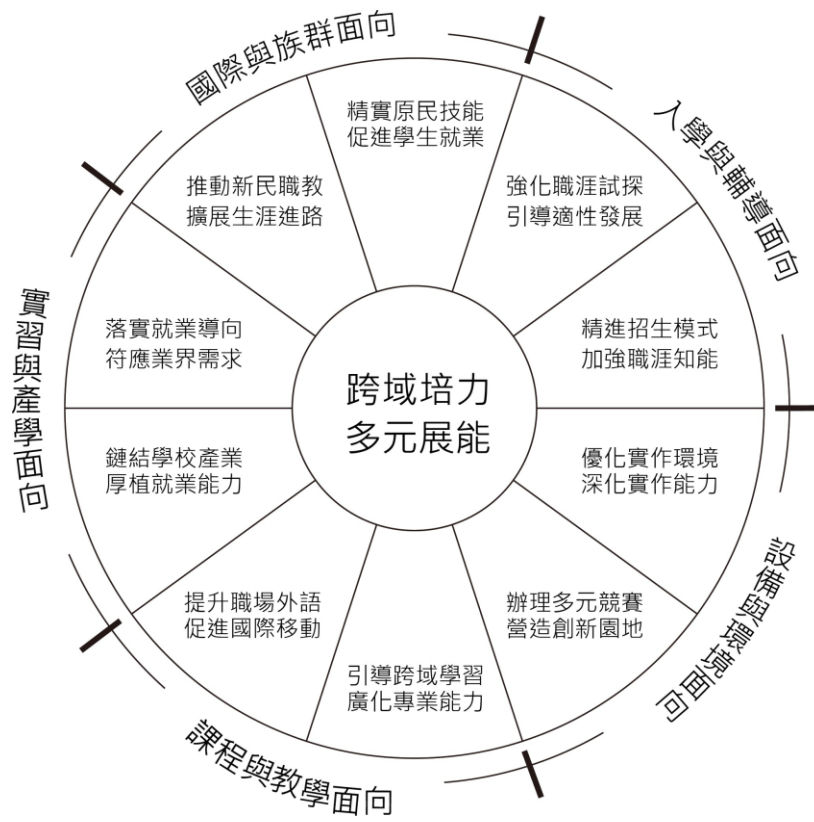 國際與族群面向
入學與輔導面向
精實原民技能
促進學生就業
推動新民職教
擴展生涯進路
強化職涯試探
引導適性發展
實習與產學面向
落實就業導向
符應業界需求
精進招生模式
加強職涯知能
跨域培力
多元展能
鏈結學校產業
厚植就業能力
優化實作環境
深化實作能力
設備與環境面向
提升職場外語
促進國際移動
辦理多元競賽
營造創新園地
引導跨域學習
廣化專業能力
課程與教學面向